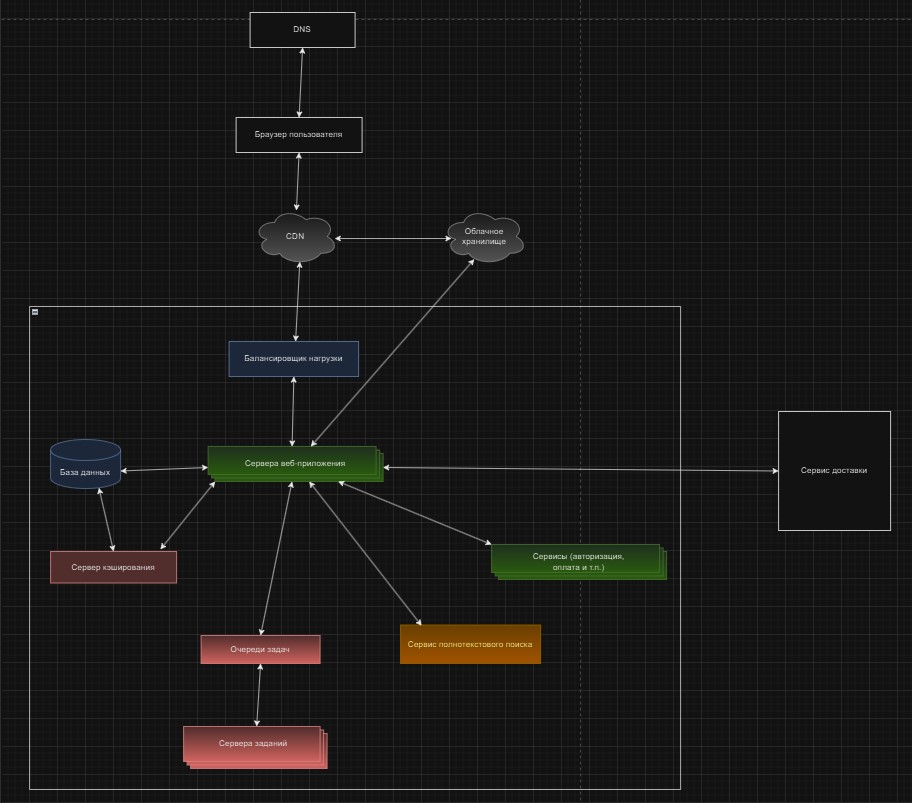 DNS
Браузер пользователя
CDN
Облачное
хранилище
Балансировщик нагрузки
База данных
Сервера веб-приложения
Сервис доставки
Сервер кэширования
Сервисы (авторизация,
оплата и т.п.)
Очереди задач
Сервис полнотекстового поиска
Сервера заданий